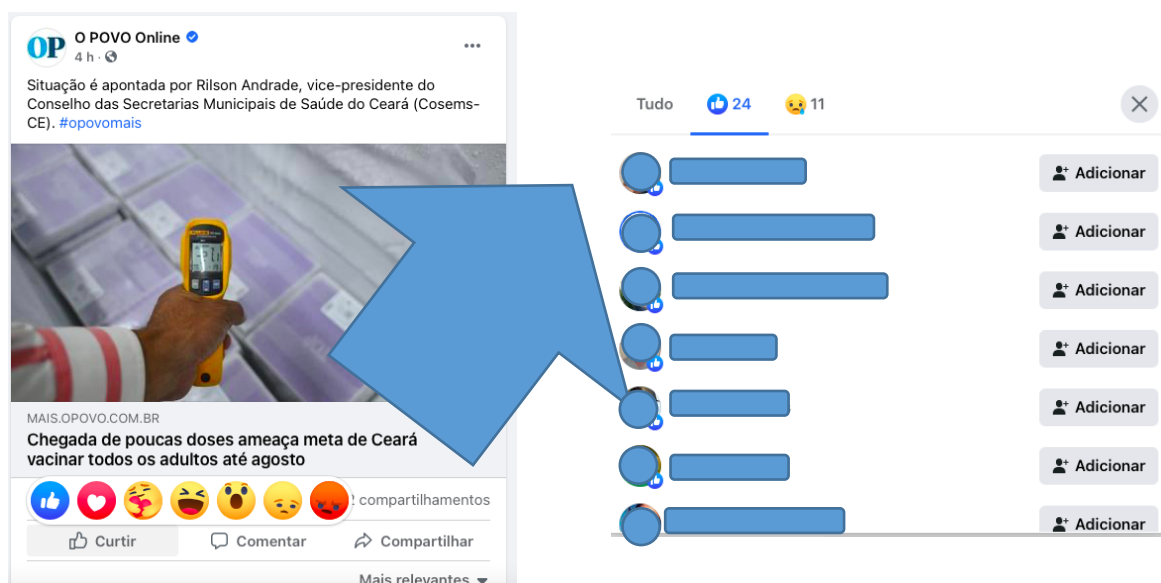 OP O POVO Online
4 h
Situação é apontada por Rilson Andrade, vice-presidente do
Conselho das Secretarias Municipais de Saúde do Ceará (Cosems-
CE). #opovomais
MAIS.OPOVO.COM.BR
Chegada de poucas doses ameaça meta de Ceará
vacinar todos os adultos até agosto
compartilhamentos
Curtir Comentar Compartilhar
Mais relevantes
Tudo 24 11
Adicionar
Adicionar
Adicionar
Adicionar
Adicionar
Adicionar
Adicionar